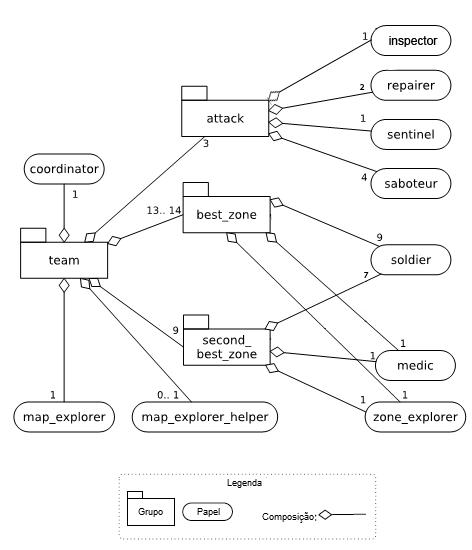 1
inspector
2
repairer
attack
1
sentinel
3
4
saboteur
coordinator
1
13.. 14
best_zone
9
soldier
team
7
9
second_
best_zone
1
1
medic
1
0.. 1
1
1
map_explorer
map_explorer_helper
zone_explorer
Legenda
Grupo
Papel
Composição;